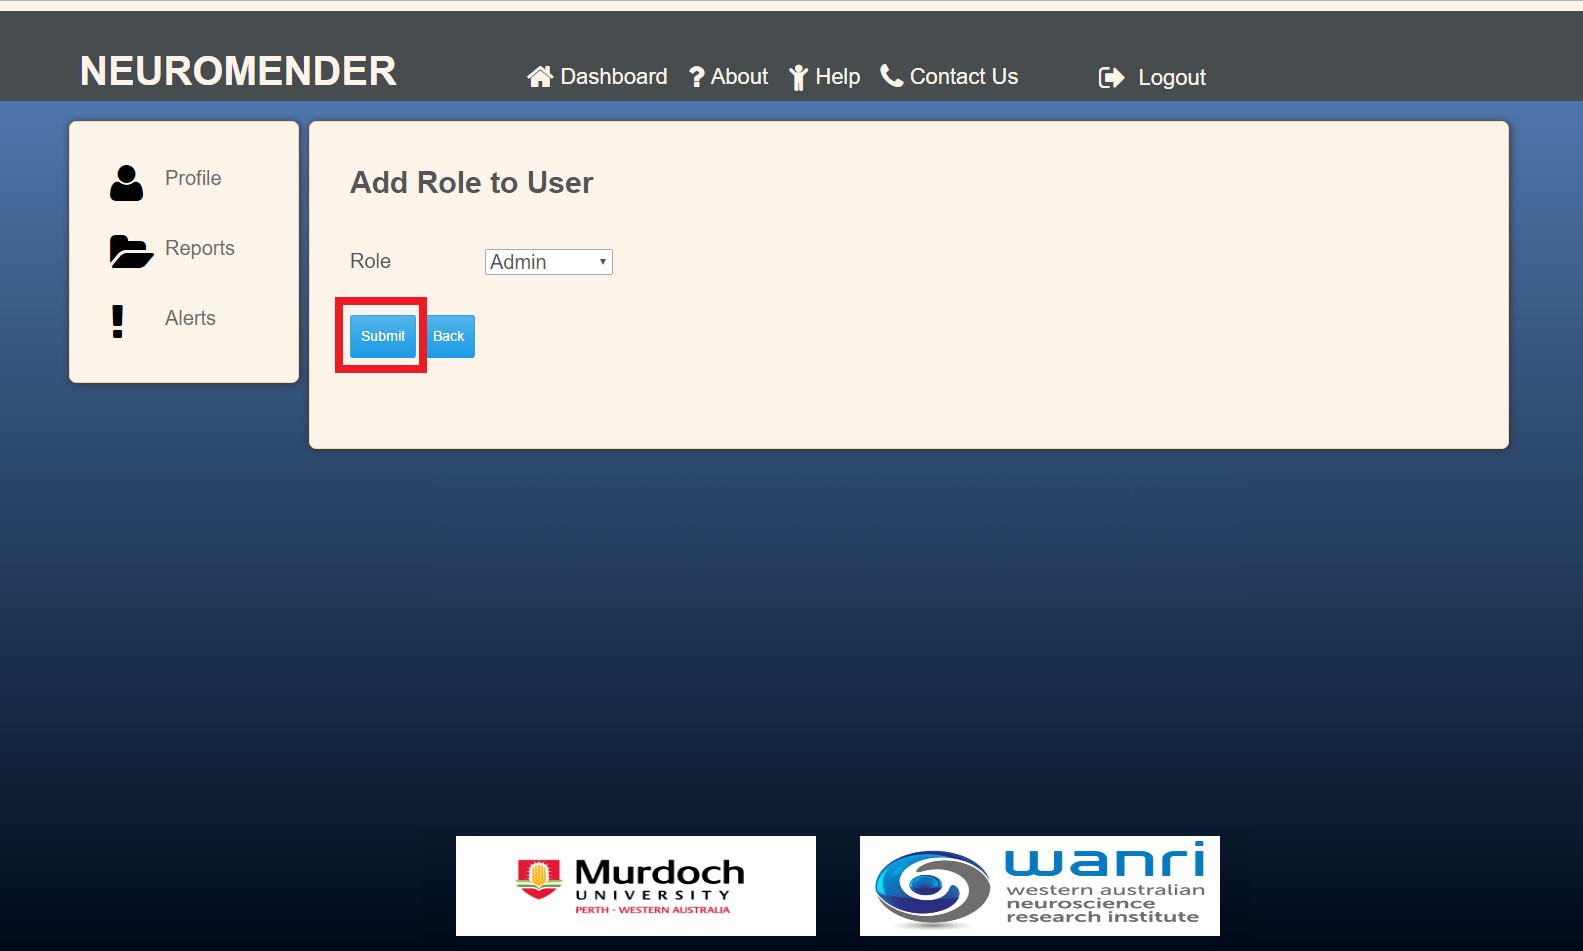 NEUROMENDER
Dashboard
About
Help
Contact Us
Logout
Profile
Reports
Alerts
Add Role to User
Role
Admin
Submit
Back
Murdoch
UNIVERSITY
PERTH - WESTERN AUSTRALIA
wanri
western australian
neuroscience
research institute